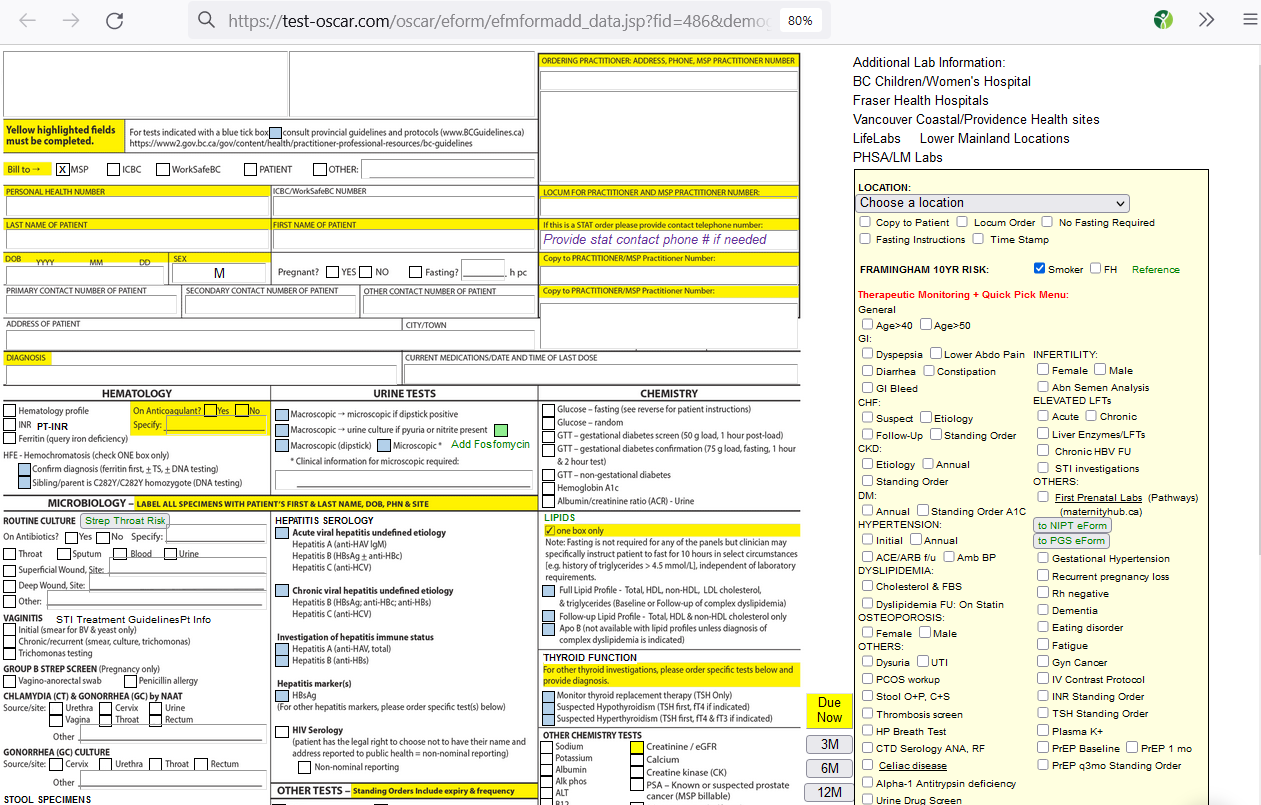 https://test-oscar.com/oscar/eform/efmformadd_data.jsp?fid=486&demog
80%
ORDERING PRACTITIONER: ADDRESS, PHONE, MSP PRACTITIONER NUMBER
Yellow highlighted fields must be completed.
For tests indicated with a blue tick box consult provincial guidelines and protocols (www.BCGuidelines.ca)
https://www2.gov.bc.ca/gov/content/health/practitioner-professional-resources/bc-guidelines
Bill to → X MSP ICBC WorkSafeBC PATIENT OTHER:
PERSONAL HEALTH NUMBER
ICBC/WorkSafeBC NUMBER
LOCUM FOR PRACTITIONER AND MSP PRACTITIONER NUMBER:
LAST NAME OF PATIENT
FIRST NAME OF PATIENT
If this is a STAT order please provide contact telephone number:
Provide stat contact phone # if needed
DOB YYYY MM DD
SEX
M
Pregnant? YES NO Fasting? h pc
Copy to PRACTITIONER/MSP Practitioner Number:
PRIMARY CONTACT NUMBER OF PATIENT
SECONDARY CONTACT NUMBER OF PATIENT
OTHER CONTACT NUMBER OF PATIENT
Copy to PRACTITIONER/MSP Practitioner Number:
ADDRESS OF PATIENT
CITY/TOWN
DIAGNOSIS
CURRENT MEDICATIONS/DATE AND TIME OF LAST DOSE
HEMATOLOGY
Hematology profile
INR PT-INR
Ferritin (query iron deficiency)
On Anticoagulant? Yes No
Specify:
HFE - Hemochromatosis (check ONE box only)
Confirm diagnosis (ferritin first, ± TS, ± DNA testing)
Sibling/parent is C282Y/C282Y homozygote (DNA testing)
URINE TESTS
Macroscopic → microscopic if dipstick positive
Macroscopic → urine culture if pyuria or nitrite present
Macroscopic (dipstick) Microscopic * Add Fosfomycin
* Clinical information for microscopic required:
CHEMISTRY
Glucose – fasting (see reverse for patient instructions)
Glucose – random
GTT – gestational diabetes screen (50 g load, 1 hour post-load)
GTT – gestational diabetes confirmation (75 g load, fasting, 1 hour
& 2 hour test)
GTT – non-gestational diabetes
Hemoglobin A1c
Albumin/creatinine ratio (ACR) - Urine
MICROBIOLOGY – LABEL ALL SPECIMENS WITH PATIENT'S FIRST & LAST NAME, DOB, PHN & SITE
ROUTINE CULTURE Strep Throat Risk
On Antibiotics? Yes No Specify:
Throat Sputum Blood Urine
Superficial Wound, Site:
Deep Wound, Site:
Other:
VAGINITIS STI Treatment GuidelinesPt Info
Initial (smear for BV & yeast only)
Chronic/recurrent (smear, culture, trichomonas)
Trichomonas testing
GROUP B STREP SCREEN (Pregnancy only)
Vagino-anorectal swab Penicillin allergy
CHLAMYDIA (CT) & GONORRHEA (GC) by NAAT
Source/site: Urethra Cervix Urine
Vagina Throat Rectum
Other
GONORRHEA (GC) CULTURE
Source/site: Cervix Urethra Throat Rectum
Other
STOOL SPECIMENS
HEPATITIS SEROLOGY
Acute viral hepatitis undefined etiology
Hepatitis A (anti-HAV IgM)
Hepatitis B (HBsAg ± anti-HBc)
Hepatitis C (anti-HCV)
Chronic viral hepatitis undefined etiology
Hepatitis B (HBsAg; anti-HBc; anti-HBs)
Hepatitis C (anti-HCV)
Investigation of hepatitis immune status
Hepatitis A (anti-HAV, total)
Hepatitis B (anti-HBs)
Hepatitis marker(s)
HBsAg
(For other hepatitis markers, please order specific test(s) below)
HIV Serology
(patient has the legal right to choose not to have their name and
address reported to public health = non-nominal reporting)
Non-nominal reporting
OTHER TESTS – Standing Orders Include expiry & frequency
LIPIDS
✓ one box only
Note: Fasting is not required for any of the panels but clinician may
specifically instruct patient to fast for 10 hours in select circumstances
[e.g. history of triglycerides > 4.5 mmol/L], independent of laboratory
requirements.
Full Lipid Profile - Total, HDL, non-HDL, LDL cholesterol,
& triglycerides (Baseline or Follow-up of complex dyslipidemia)
Follow-up Lipid Profile - Total, HDL & non-HDL cholesterol only
Apo B (not available with lipid profiles unless diagnosis of
complex dyslipidemia is indicated)
THYROID FUNCTION
For other thyroid investigations, please order specific tests below and
provide diagnosis.
Monitor thyroid replacement therapy (TSH Only)
Suspected Hypothyroidism (TSH first, fT4 if indicated)
Suspected Hyperthyroidism (TSH first, fT4 & fT3 if indicated)
OTHER CHEMISTRY TESTS
Sodium
Potassium
Albumin
Alk phos
ALT
B12
Creatinine / eGFR
Calcium
Creatine kinase (CK)
PSA – Known or suspected prostate
cancer (MSP billable)
Due Now
3M
6M
12M
Additional Lab Information:
BC Children/Women's Hospital
Fraser Health Hospitals
Vancouver Coastal/Providence Health sites
LifeLabs Lower Mainland Locations
PHSA/LM Labs
LOCATION:
Choose a location
Copy to Patient Locum Order No Fasting Required
Fasting Instructions Time Stamp
FRAMINGHAM 10YR RISK: Smoker FH Reference
Therapeutic Monitoring + Quick Pick Menu:
General
Age>40 Age>50
GI:
Dyspepsia Lower Abdo Pain
Diarrhea Constipation
GI Bleed
CHF:
Suspect Etiology
Follow-Up Standing Order
CKD:
Etiology Annual
Standing Order
DM:
Annual Standing Order A1C
HYPERTENSION:
Initial Annual
ACE/ARB f/u Amb BP
DYSLIPIDEMIA:
Cholesterol & FBS
Dyslipidemia FU: On Statin
OSTEOPOROSIS:
Female Male
OTHERS:
Dysuria UTI
PCOS workup
Stool O+P, C+S
Thrombosis screen
HP Breath Test
CTD Serology ANA, RF
Celiac disease
Alpha-1 Antitrypsin deficiency
Urine Drug Screen
INFERTILITY:
Female Male
Abn Semen Analysis
ELEVATED LFTs
Acute Chronic
Liver Enzymes/LFTs
Chronic HBV FU
STI investigations
OTHERS:
First Prenatal Labs (Pathways)
(maternityhub.ca)
to NIPT eForm
to PGS eForm
Gestational Hypertension
Recurrent pregnancy loss
Rh negative
Dementia
Eating disorder
Fatigue
Gyn Cancer
IV Contrast Protocol
INR Standing Order
TSH Standing Order
Plasma K+
PrEP Baseline PrEP 1 mo
PrEP q3mo Standing Order